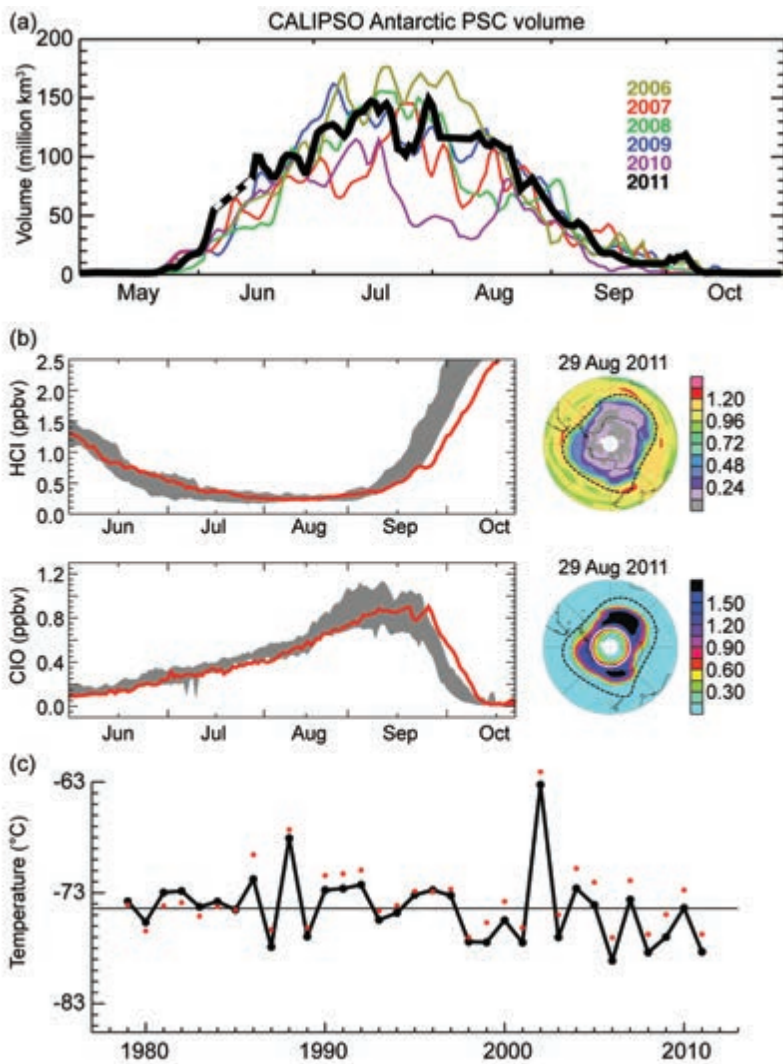 (a) CALIPSO Antarctic PSC volume
200
150
100
50
0
Volume (million km³)
2006
2007
2008
2009
2010
2011
May Jun Jul Aug Sep Oct
(b)
2.5
2.0
1.5
1.0
0.5
0.0
HCl (ppbv)
Jun Jul Aug Sep Oct
29 Aug 2011
1.20
0.96
0.72
0.48
0.24
1.2
0.8
0.4
0.0
ClO (ppbv)
Jun Jul Aug Sep Oct
29 Aug 2011
1.50
1.20
0.90
0.60
0.30
(c)
-63
-73
-83
Temperature (°C)
1980 1990 2000 2010